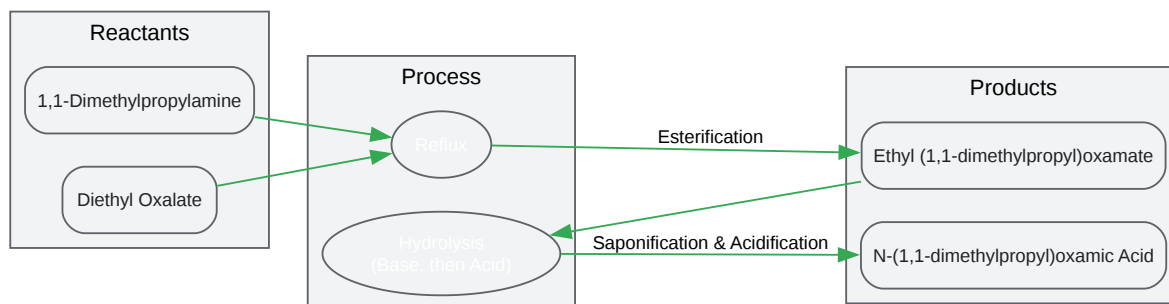 Reactants
1,1-Dimethylpropylamine
Diethyl Oxalate
Process
Reflux
Hydrolysis
(Base, then Acid)
Esterification
Saponification & Acidification
Products
Ethyl (1,1-dimethylpropyl)oxamate
N-(1,1-dimethylpropyl)oxamic Acid